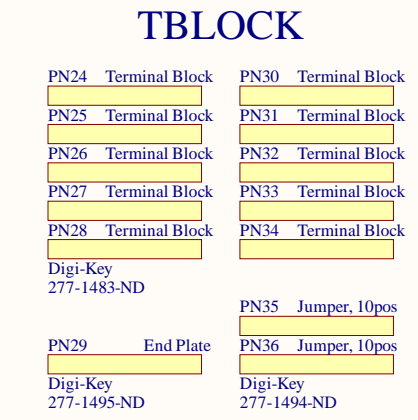 TBLOCK
PN24 Terminal Block
PN25 Terminal Block
PN26 Terminal Block
PN27 Terminal Block
PN28 Terminal Block
Digi-Key
277-1483-ND
PN29 End Plate
Digi-Key
277-1495-ND
PN30 Terminal Block
PN31 Terminal Block
PN32 Terminal Block
PN33 Terminal Block
PN34 Terminal Block
PN35 Jumper, 10pos
PN36 Jumper, 10pos
Digi-Key
277-1494-ND